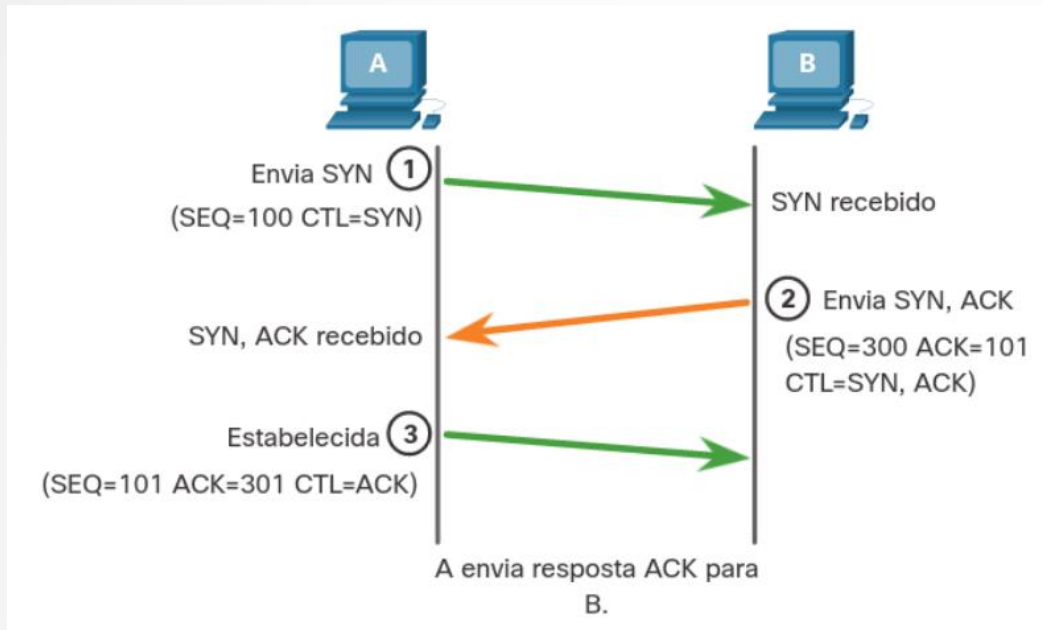 A
B
Envia SYN 1
(SEQ=100 CTL=SYN)
SYN recebido
2 Envia SYN, ACK
(SEQ=300 ACK=101
CTL=SYN, ACK)
SYN, ACK recebido
Estabelecida 3
(SEQ=101 ACK=301 CTL=ACK)
A envia resposta ACK para
B.